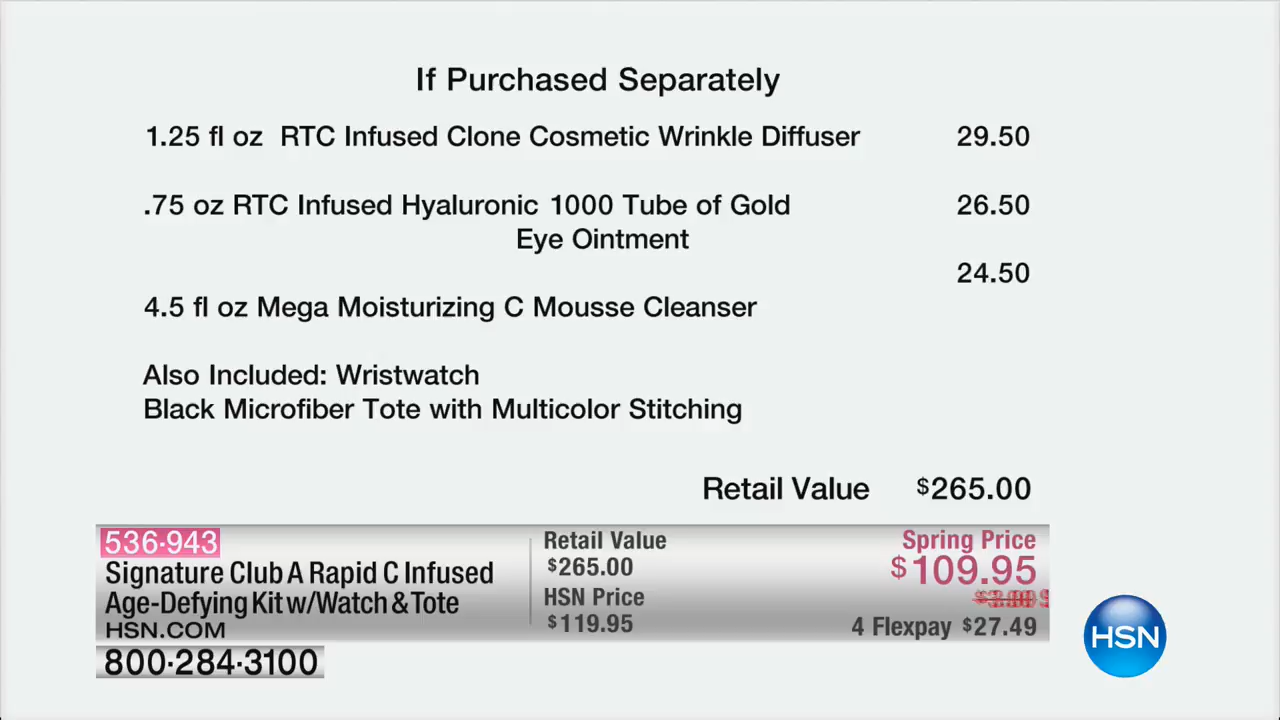 If Purchased Separately
1.25 fl oz RTC Infused Clone Cosmetic Wrinkle Diffuser 29.50
.75 oz RTC Infused Hyaluronic 1000 Tube of Gold 26.50
Eye Ointment
24.50
4.5 fl oz Mega Moisturizing C Mousse Cleanser
Also Included: Wristwatch
Black Microfiber Tote with Multicolor Stitching
Retail Value $265.00
536·943
Signature Club A Rapid C Infused
Age-Defying Kit w/Watch & Tote
HSN.COM
800·284·3100
Retail Value
$265.00
HSN Price
$119.95
Spring Price
$109.95
4 Flexpay $27.49
HSN